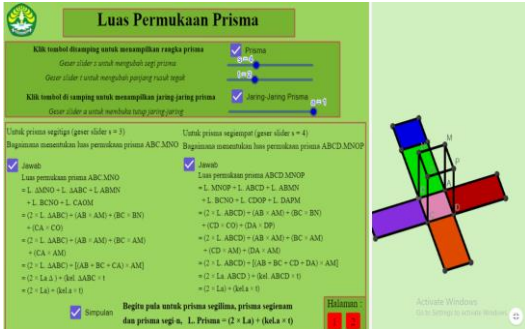 Luas Permukaan Prisma
Klik tombol disamping untuk menampilkan rangka prisma
Prisma
Geser slider s untuk mengubah segi prisma
s = 4
Geser slider t untuk mengubah panjang rusuk tegak
Klik tombol di samping untuk menampilkan jaring-jaring prisma
Jaring-Jaring Prisma
Geser slider a untuk membuka tutup jaring-jaring
Untuk prisma segitiga (geser slider s = 3)
Bagaimana menentukan luas permukaan prisma ABC.MNO
Jawab
Luas permukaan prisma ABC.MNO
= L. ΔMNO + L. ΔABC + L.ABMN
+ L. BCNO + L. CAOM
= (2 × L. ΔABC) + (AB × AM) + (BC × BN)
+ (CA × CO)
= (2 × L. ΔABC) + (AB × AM) + (BC × AM)
+ (CA × AM)
= (2 × L. ΔABC) + [(AB + BC + CA) × AM]
= (2 × La Δ ) + (kel. ΔABC × t
= (2 × La) + (kel.a × t)
Untuk prisma segiempat (geser slider s = 4)
Bagaimana menentukan luas permukaan prisma ABCD.MNOP
Jawab
Luas permukaan prisma ABCD.MNOP
= L. MNOP + L. ABCD + L. ABMN
+ L. BCNO + L. CDOP + L. DAPM
= (2 × L. ABCD) + (AB × AM) + (BC × BN)
+ (CD × CO) + (DA × DP)
= (2 × L. ABCD) + (AB × AM) + (BC × AM)
+ (CD × AM) + (DA × AM)
= (2 × L. ABCD) + [(AB + BC + CD + DA) × AM]
= (2 × La. ABCD ) + (kel. ABCD × t)
= (2 × La) + (kel.a × t)
Simpulan
Begitu pula untuk prisma segilima, prisma segienam
dan prisma segi-n, L. Prisma = (2 × La) + (kel.a × t)
Halaman :
M
P
A
D
Activate Windows
Go to Settings to activate Windows